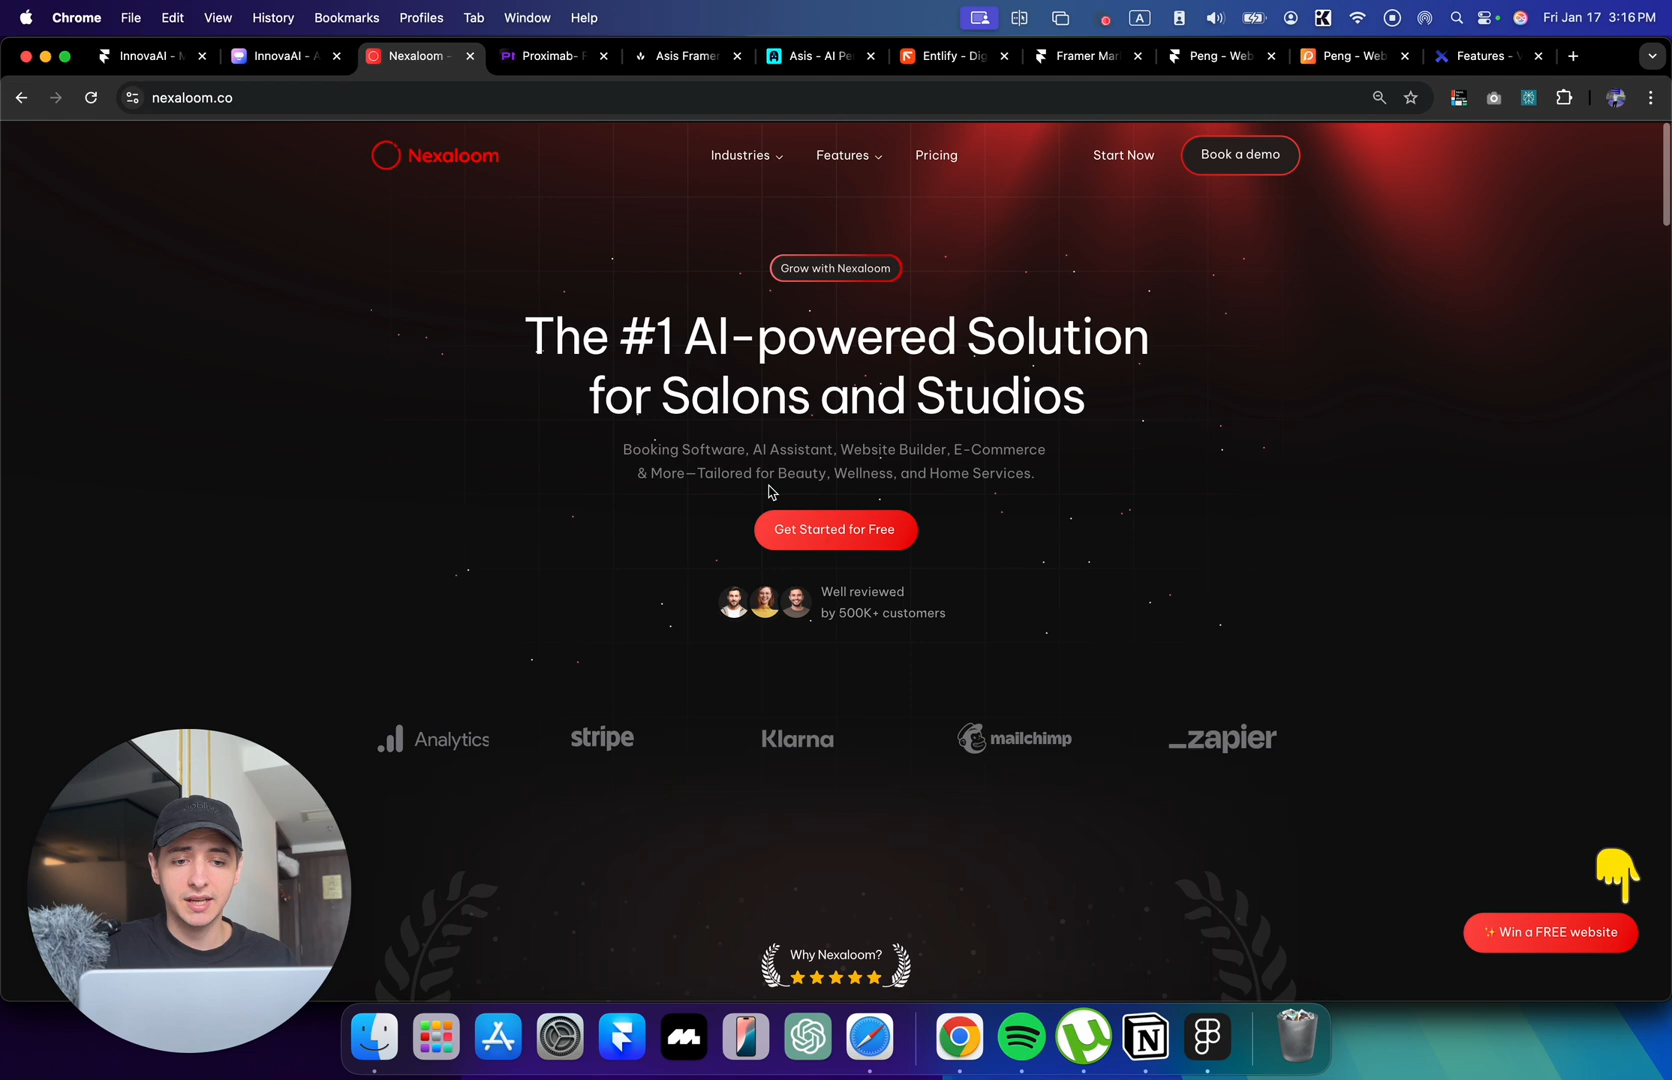 Chrome File Edit View History Bookmarks Profiles Tab Window Help A Fri Jan 17 3:16 PM
InnovaAI - InnovaAI - A Nexaloom - Proximab- F Asis Framer Asis - AI Pe Entlify - Dig Framer Mar Peng - Web Peng - Web Features - V
nexaloom.co
Nexaloom Industries Features Pricing Start Now Book a demo
Grow with Nexaloom
The #1 AI-powered Solution
for Salons and Studios
Booking Software, AI Assistant, Website Builder, E-Commerce
& More—Tailored for Beauty, Wellness, and Home Services.
Get Started for Free
Well reviewed
by 500K+ customers
Analytics stripe Klarna mailchimp zapier
Why Nexaloom?
✨ Win a FREE website